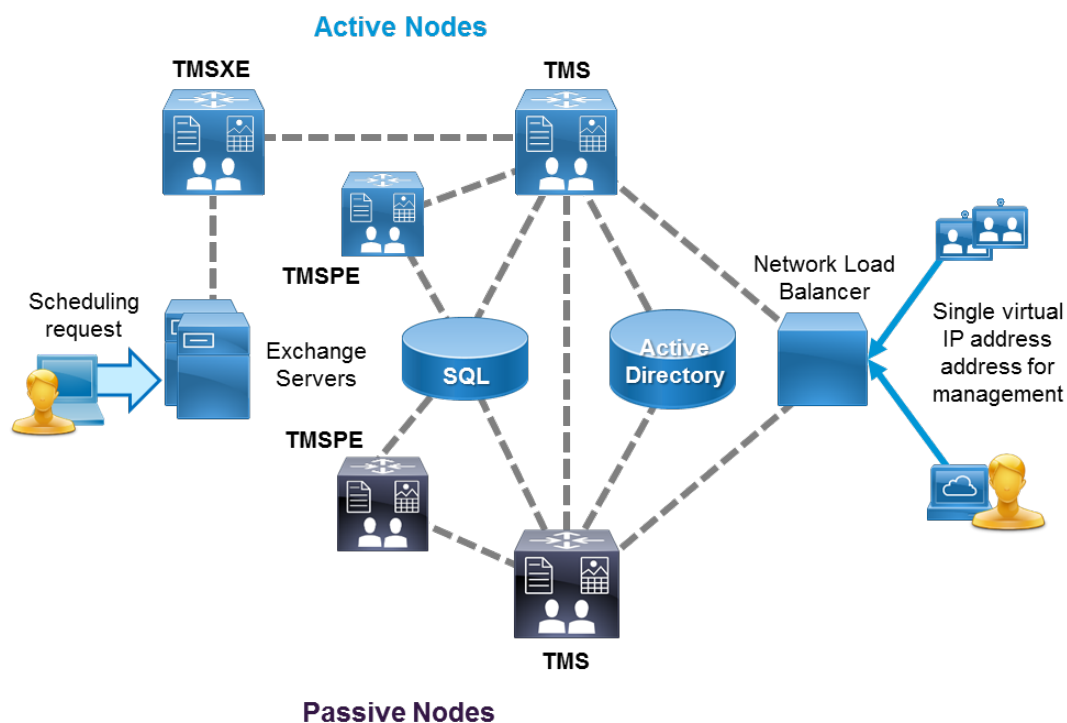 Active Nodes
TMSXE
TMS
TMSPE
Network Load
Balancer
Scheduling
request
Exchange
Servers
SQL
Active
Directory
Single virtual
IP address
address for
management
TMSPE
TMS
Passive Nodes